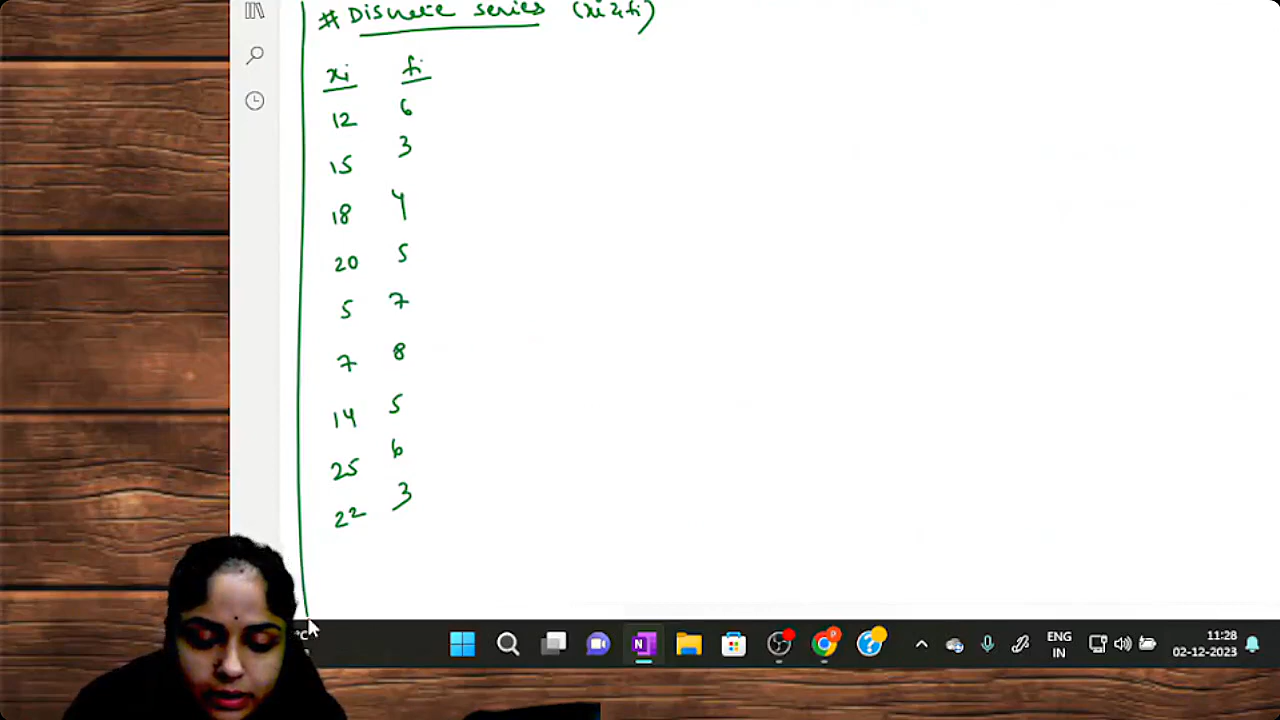 # Discrete series (xi & fi)
xi fi
12 6
15 3
18 4
20 5
5 7
7 8
14 5
25 6
22 3
°C
ENG
IN
11:28
02-12-2023